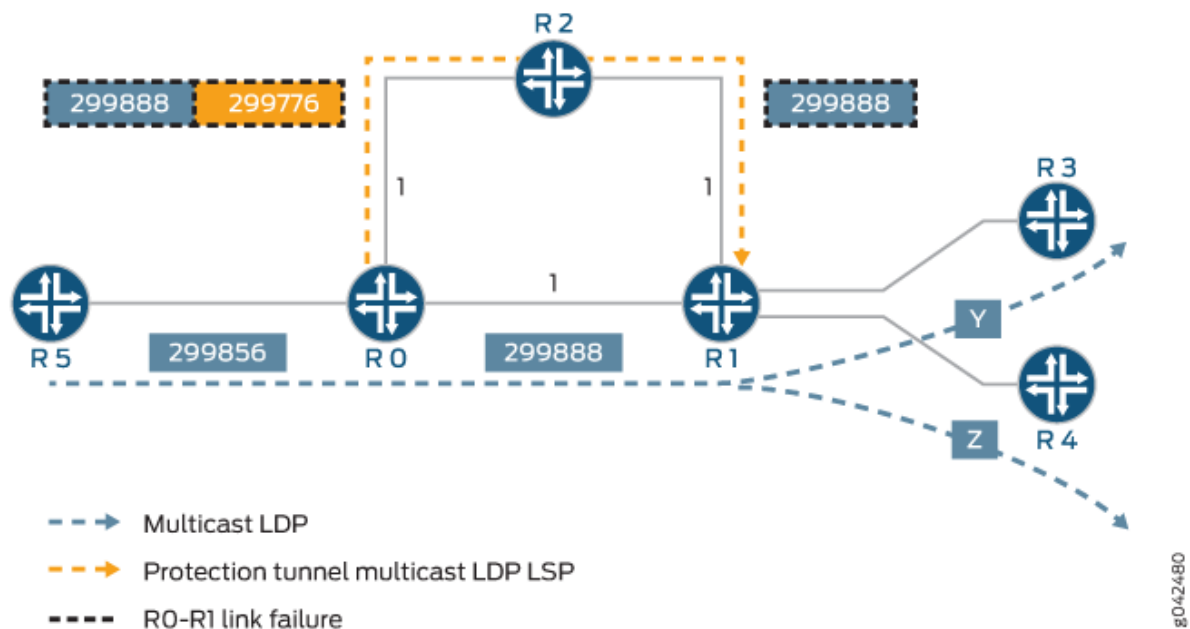 R 2
299888 299776
299888
R 3
1
1
1
Y
R 5
299856
R 0
299888
R 1
Z
R 4
Multicast LDP
Protection tunnel multicast LDP LSP
R0-R1 link failure
g042480